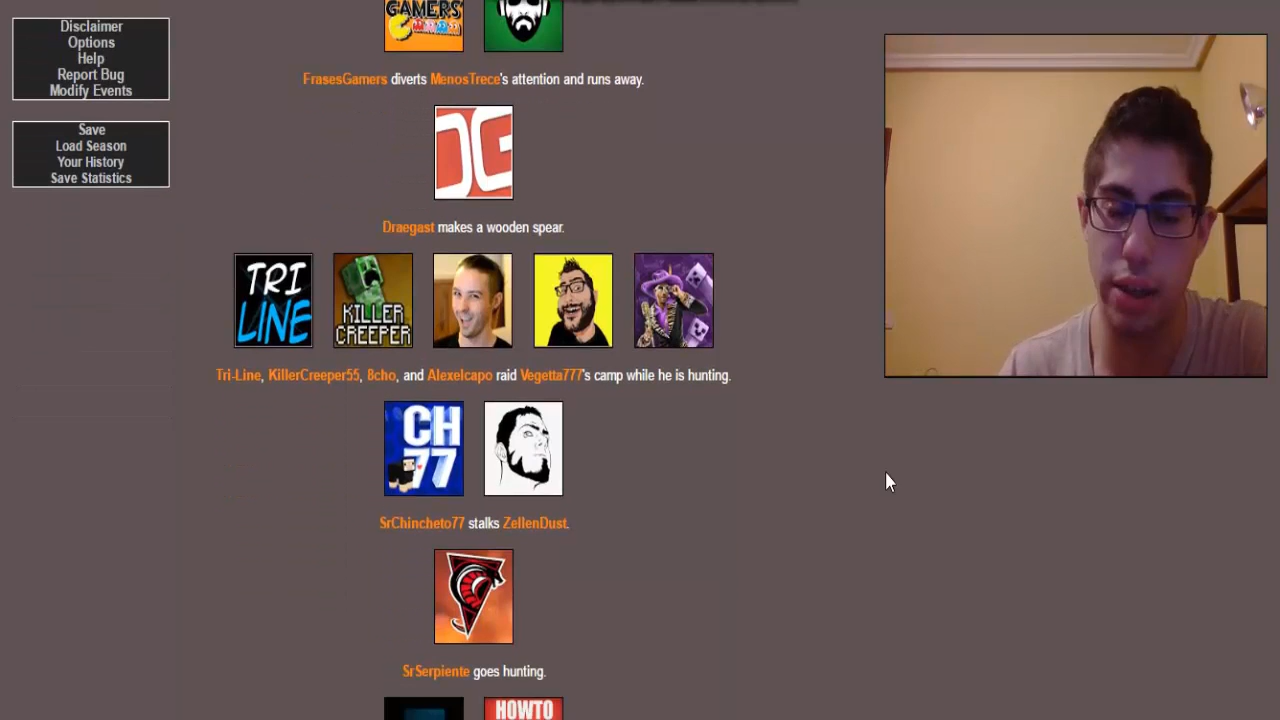 Disclaimer
Options
Help
Report Bug
Modify Events
Save
Load Season
Your History
Save Statistics
GAMERS'
FrasesGamers diverts MenosTrece's attention and runs away.
DG
Draegast makes a wooden spear.
TRI
LINE
KILLER
CREEPER
Tri-Line, KillerCreeper55, 8cho, and Alexelcapo raid Vegetta777's camp while he is hunting.
CH
77
SrChincheto77 stalks ZellenDust.
SrSerpiente goes hunting.
HOWTO